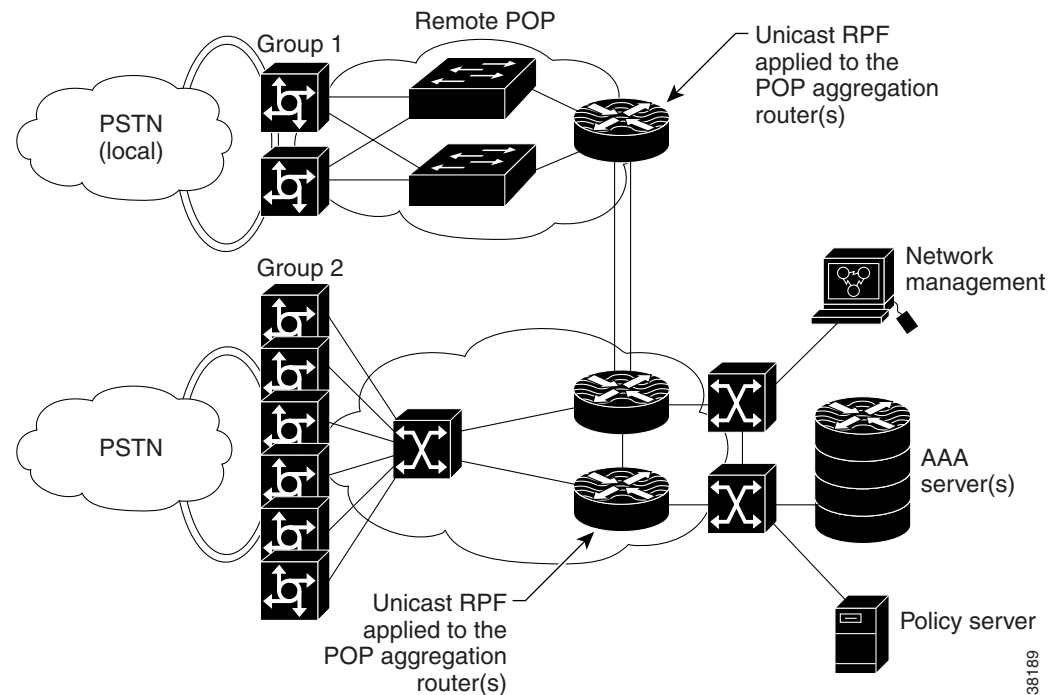 Remote POP
Group 1
Unicast RPF
applied to the
POP aggregation
router(s)
PSTN
(local)
Group 2
Network
management
PSTN
AAA
server(s)
Unicast RPF
applied to the
POP aggregation
router(s)
Policy server
38189